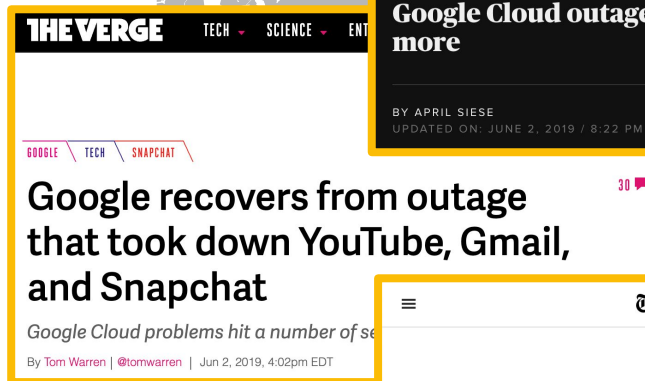 THE VERGE TECH SCIENCE ENT
GOOGLE TECH SNAPCHAT
Google recovers from outage
that took down YouTube, Gmail,
and Snapchat
Google Cloud problems hit a number of se
By Tom Warren | @tomwarren | Jun 2, 2019, 4:02pm EDT
30
Google Cloud outage
more
BY APRIL SIESE
UPDATED ON: JUNE 2, 2019 / 8:22 PM